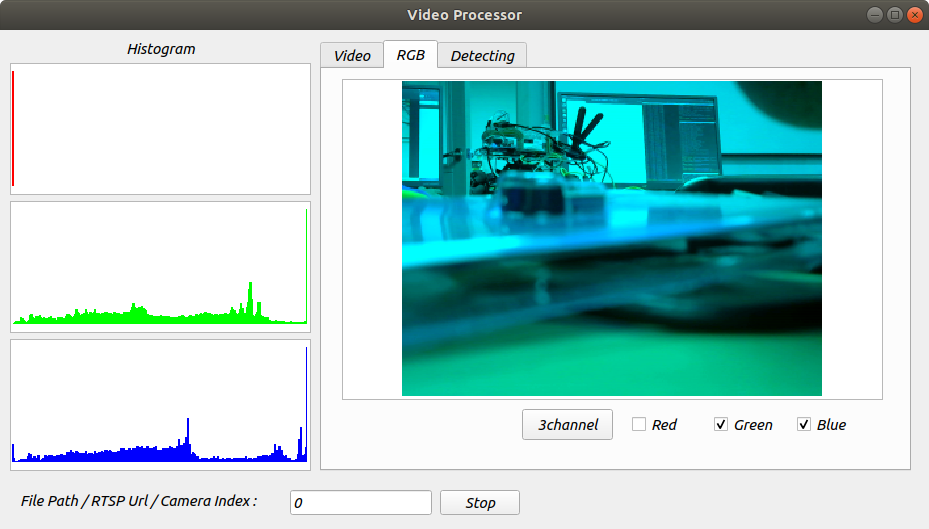 Video Processor
Histogram
Video RGB Detecting
3channel Red Green Blue
File Path / RTSP Url / Camera Index : 0 Stop